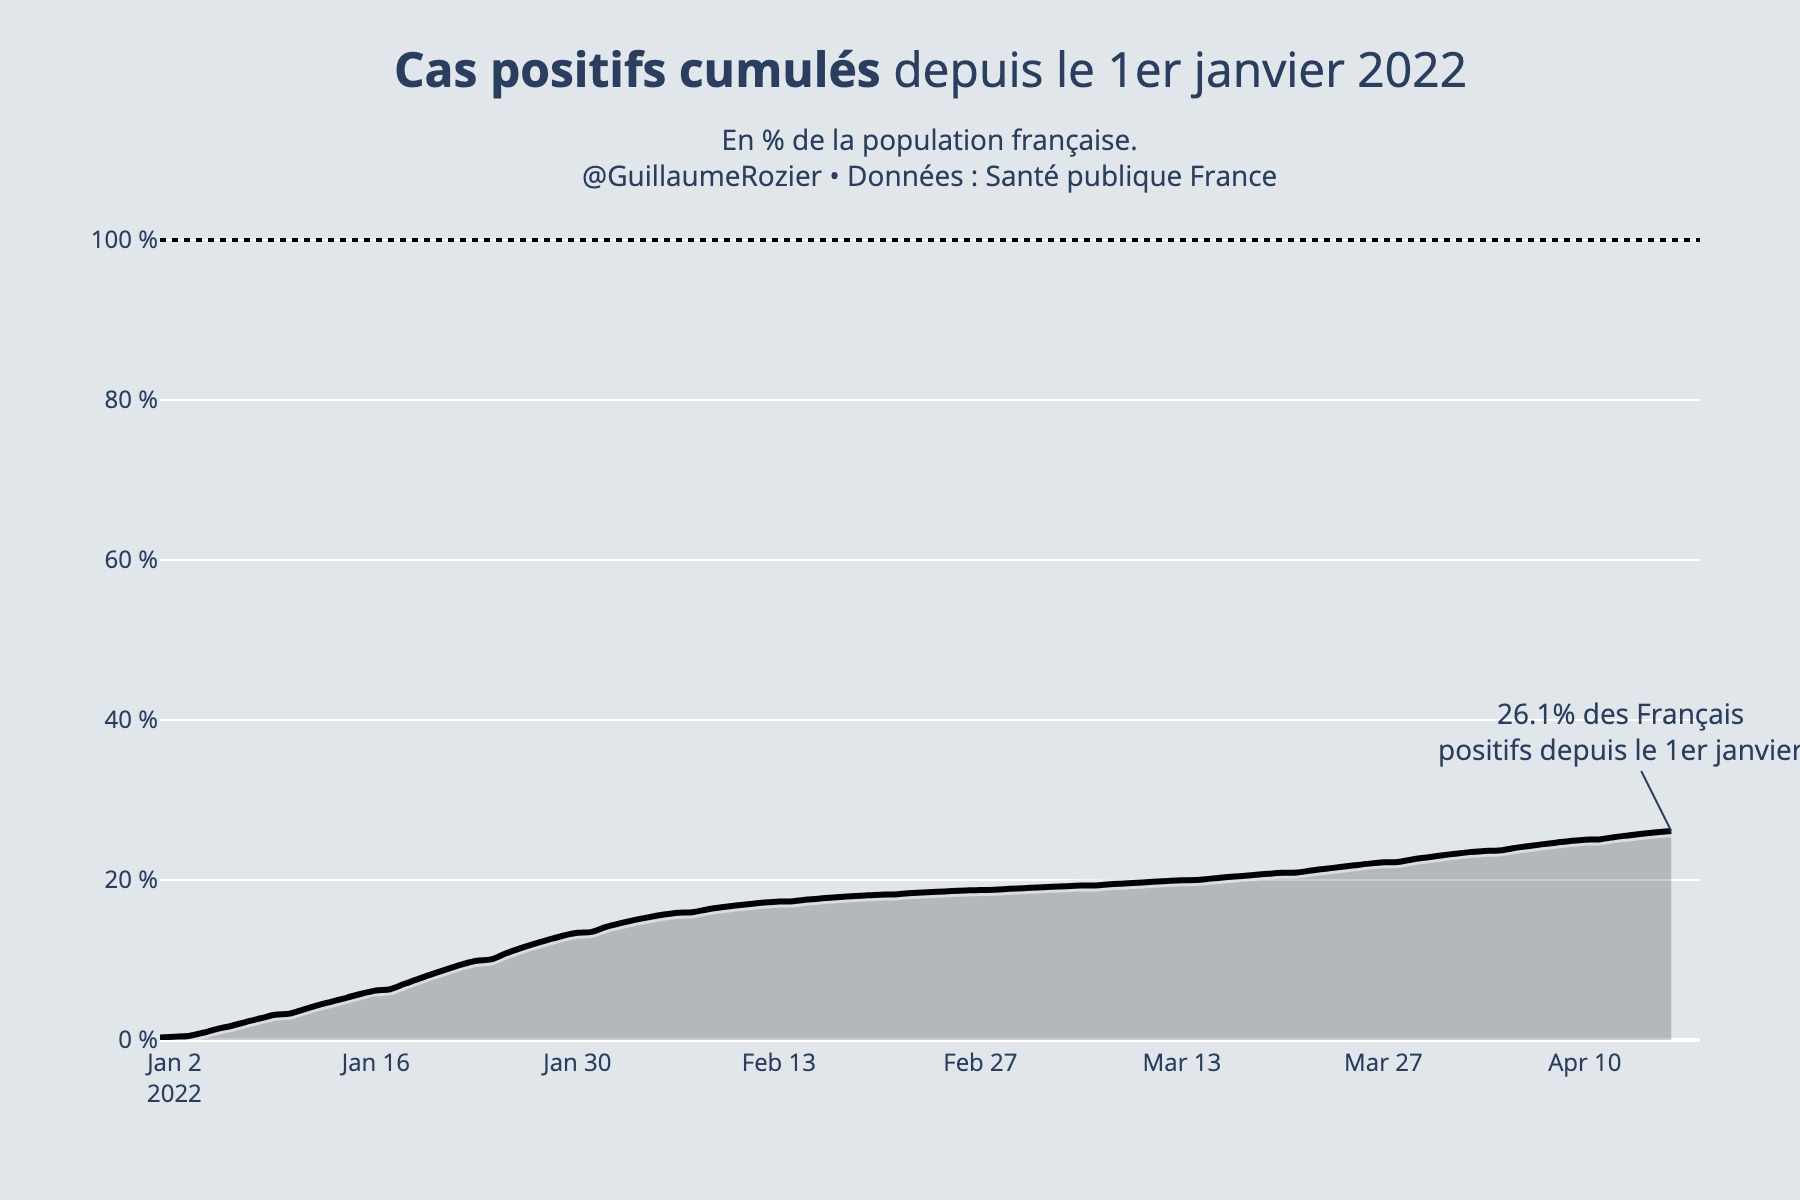 Cas positifs cumulés depuis le 1er janvier 2022
En % de la population française.
@GuillaumeRozier • Données : Santé publique France
100 %
80 %
60 %
40 %
20 %
0 %
26.1% des Français
positifs depuis le 1er janvier
Jan 2
2022
Jan 16
Jan 30
Feb 13
Feb 27
Mar 13
Mar 27
Apr 10